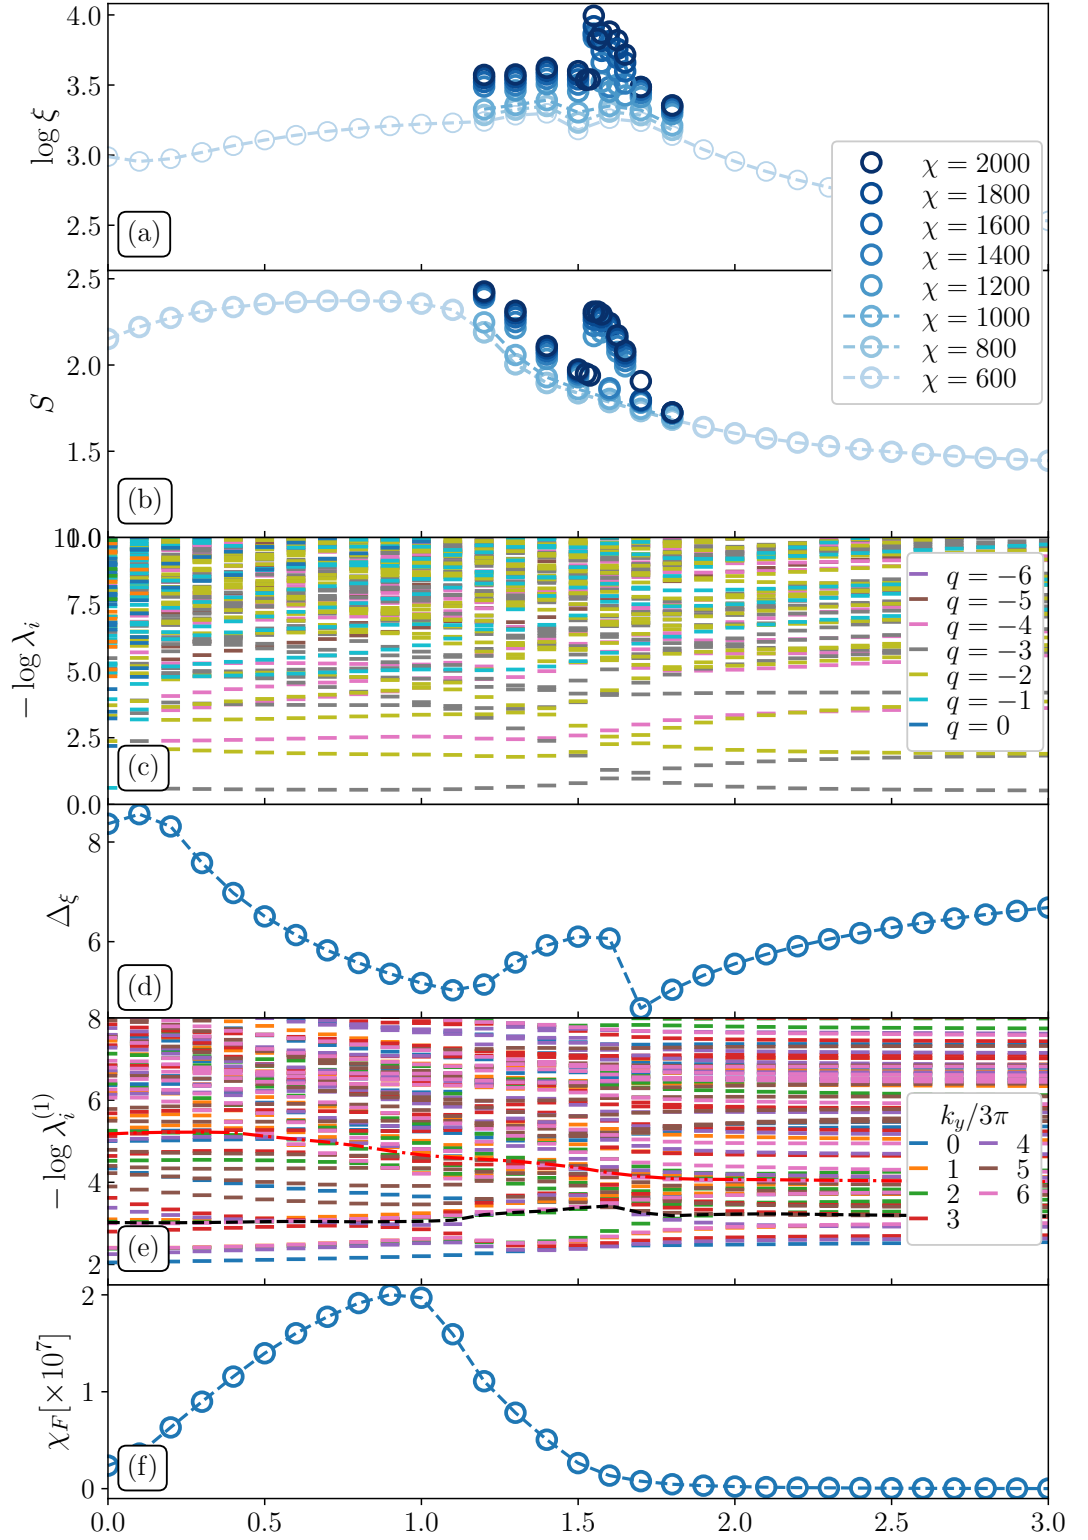 4.0
3.5
3.0
2.5
log ξ
(a)
χ = 2000
χ = 1800
χ = 1600
χ = 1400
χ = 1200
χ = 1000
χ = 800
χ = 600
2.5
2.0
1.5
1.0
S
(b)
10.0
7.5
5.0
2.5
0.0
− log λ_i
(c)
q = −6
q = −5
q = −4
q = −3
q = −2
q = −1
q = 0
8
6
Δ_ξ
(d)
8
6
4
2
− log λ_i^{(1)}
(e)
k_y/3π
0 4
1 5
2 6
3
2
1
0
χ_F[×10^7]
(f)
0.0 0.5 1.0 1.5 2.0 2.5 3.0